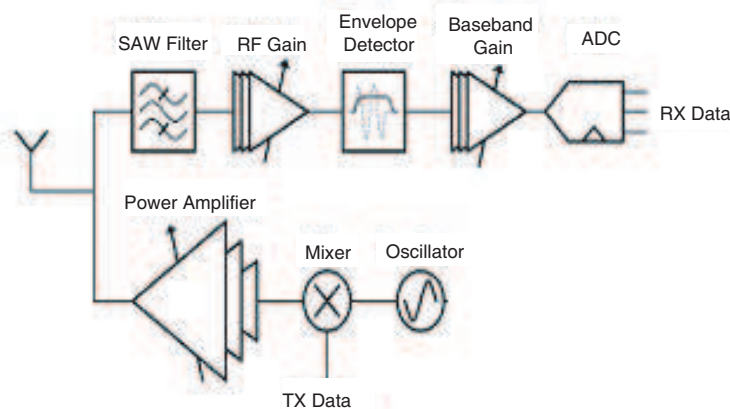 SAW Filter
RF Gain
Envelope
Detector
Baseband
Gain
ADC
RX Data
Power Amplifier
Mixer
Oscillator
TX Data